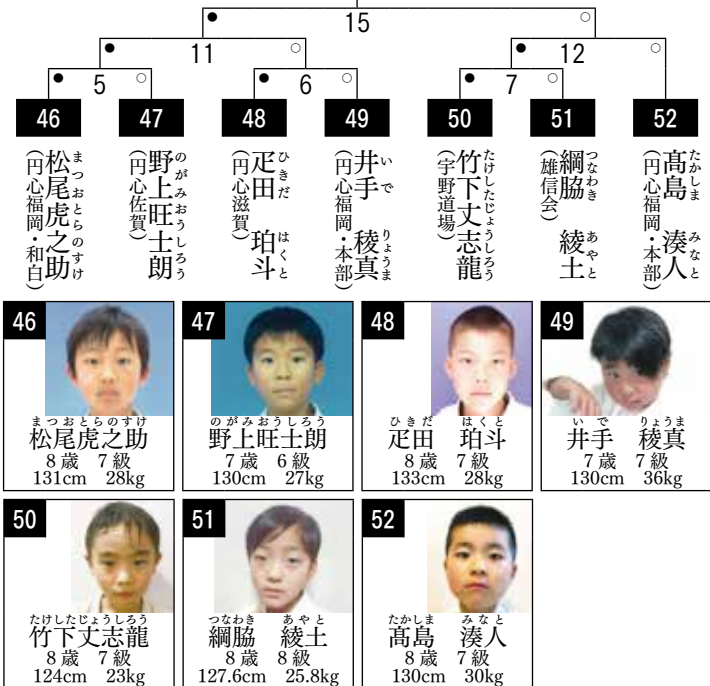 15
11
12
5
6
7
46
47
48
49
50
51
52
まつおとらのすけ
松尾虎之助
(円心福岡・和白)
のがみおうしろう
野上旺士朗
(円心佐賀)
ひきだ はくと
疋田 珀斗
(円心滋賀)
いで りょうま
井手 稜真
(円心福岡・本部)
たけしたじょうしろう
竹下丈志龍
(宇野道場)
つなわき あやと
綱脇 綾土
(雄信会)
たかしま みなと
髙島 湊人
(円心福岡・本部)
46
まつおとらのすけ
松尾虎之助
8歳 7級
131cm 28kg
47
のがみおうしろう
野上旺士朗
7歳 6級
130cm 27kg
48
ひきだ はくと
疋田 珀斗
8歳 7級
133cm 28kg
49
いで りょうま
井手 稜真
7歳 7級
130cm 36kg
50
たけしたじょうしろう
竹下丈志龍
8歳 7級
124cm 23kg
51
つなわき あやと
綱脇 綾土
8歳 8級
127.6cm 25.8kg
52
たかしま みなと
髙島 湊人
8歳 7級
130cm 30kg